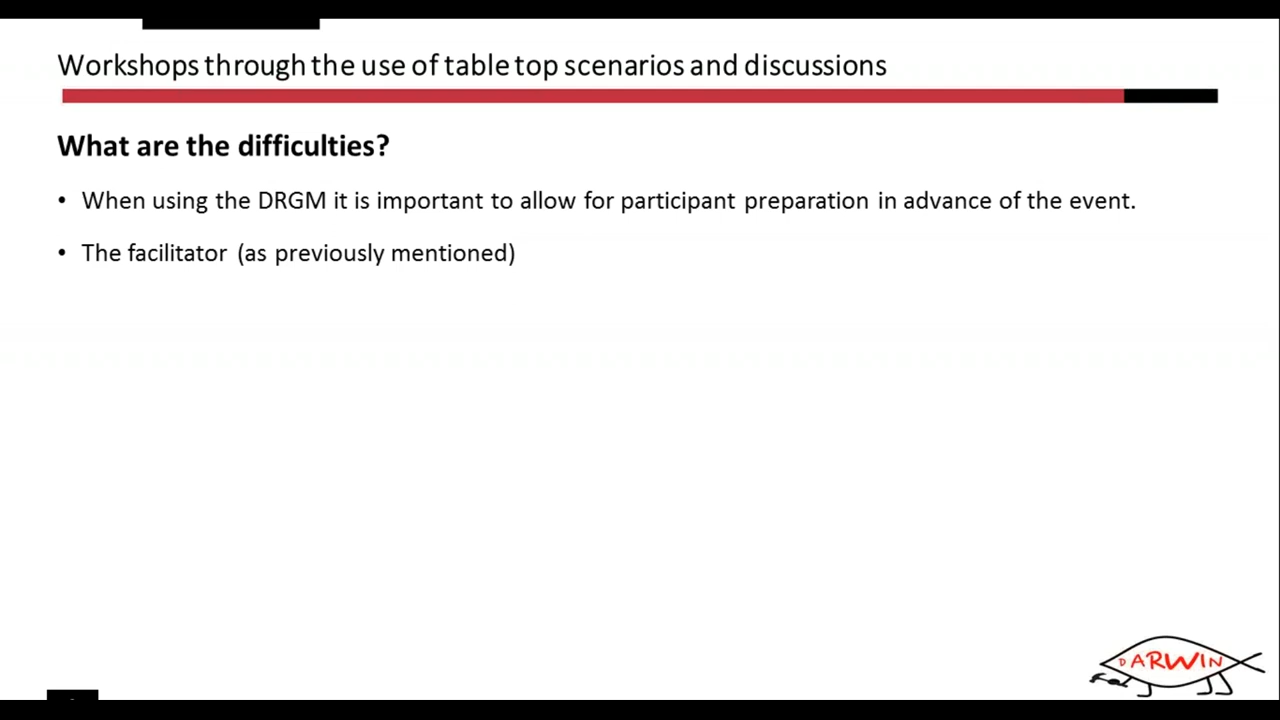 Workshops through the use of table top scenarios and discussions
What are the difficulties?
• When using the DRGM it is important to allow for participant preparation in advance of the event.
• The facilitator (as previously mentioned)
DARWIN